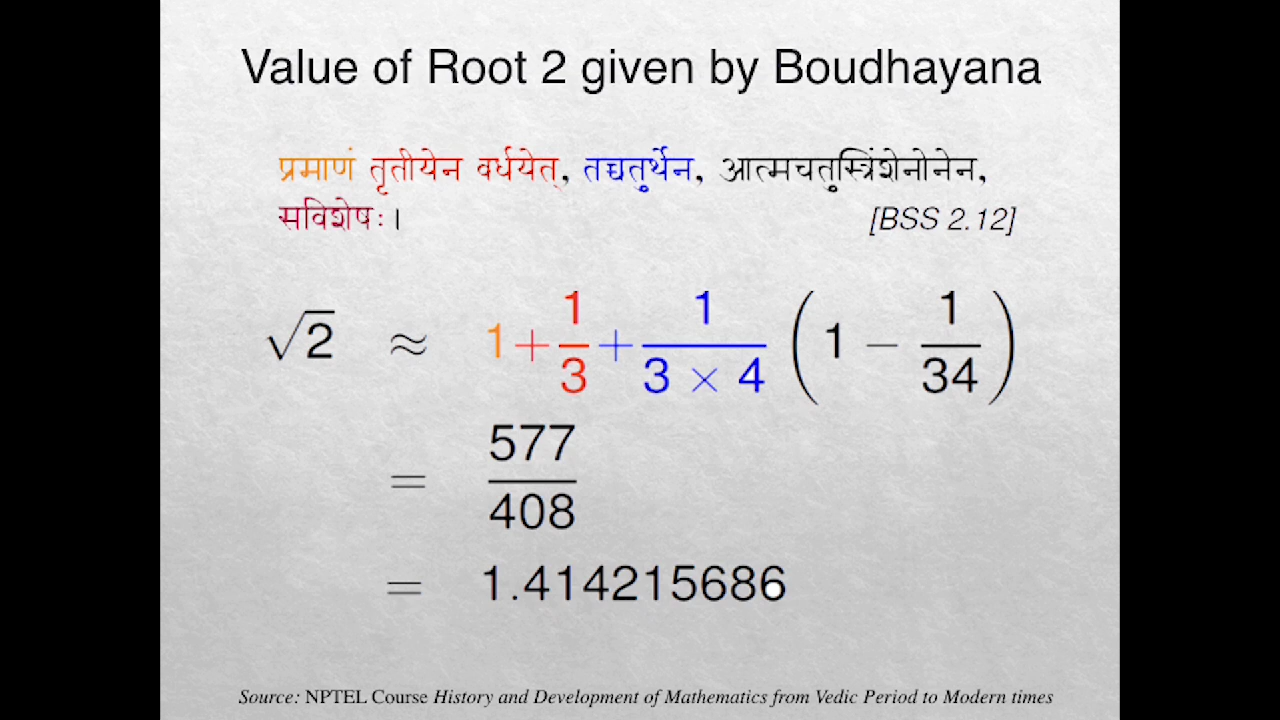 Value of Root 2 given by Boudhayana
प्रमाणं तृतीयेन वर्धयेत्, तच्चतुर्थेन, आत्मचतुस्त्रिंशेनोनेन,
सविशेषः । [BSS 2.12]
√2 ≈ 1 + 1/3 + 1/(3 × 4) (1 − 1/34)
= 577/408
= 1.414215686
Source: NPTEL Course History and Development of Mathematics from Vedic Period to Modern times